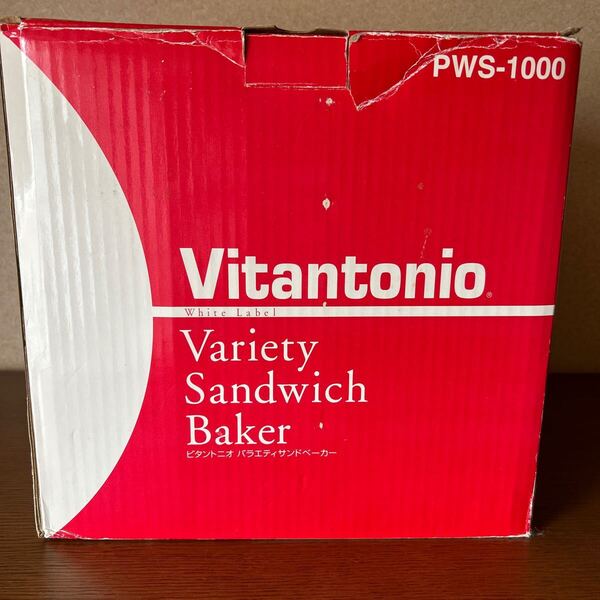 PWS-1000
Vitantonio®
White Label
Variety
Sandwich
Baker
ビタントニオ バラエティサンドベーカー